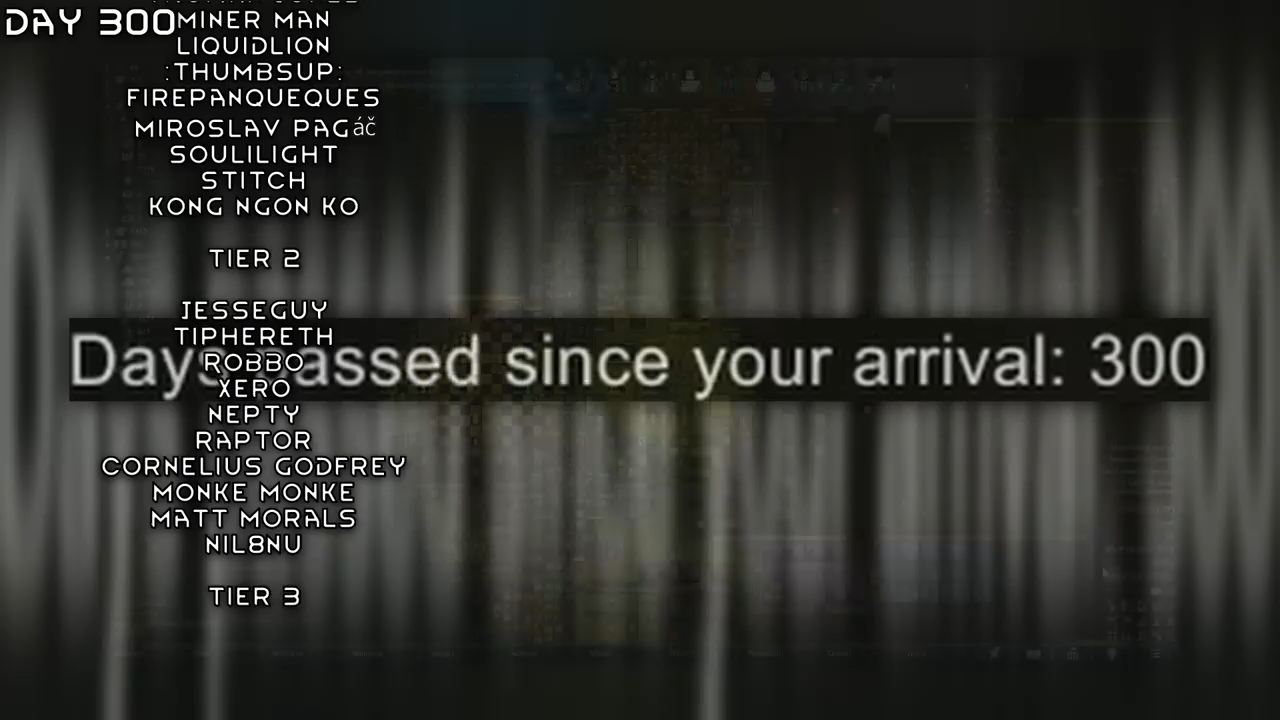 DAY 300
MINER MAN
LIQUIDLION
:THUMBSUP:
FIREPANQUEQUES
MIROSLAV PAGáč
SOULILIGHT
STITCH
KONG NGON KO
TIER 2
JESSEGUY
TIPHERETH
Days passed since your arrival: 300
ROBBO
XERO
NEPTY
RAPTOR
CORNELIUS GODFREY
MONKE MONKE
MATT MORALS
NIL8NU
TIER 3